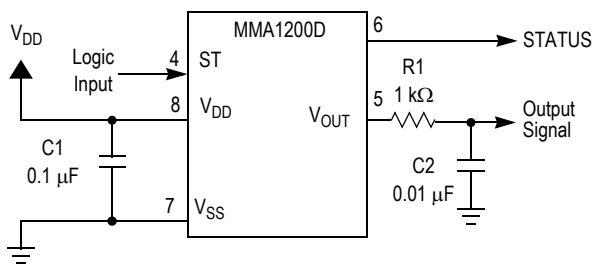 MMA1200D
V_DD
6
STATUS
Logic
Input
4
ST
R1
1 kΩ
8
V_DD
V_OUT
5
Output
Signal
C1
0.1 μF
C2
0.01 μF
7
V_SS